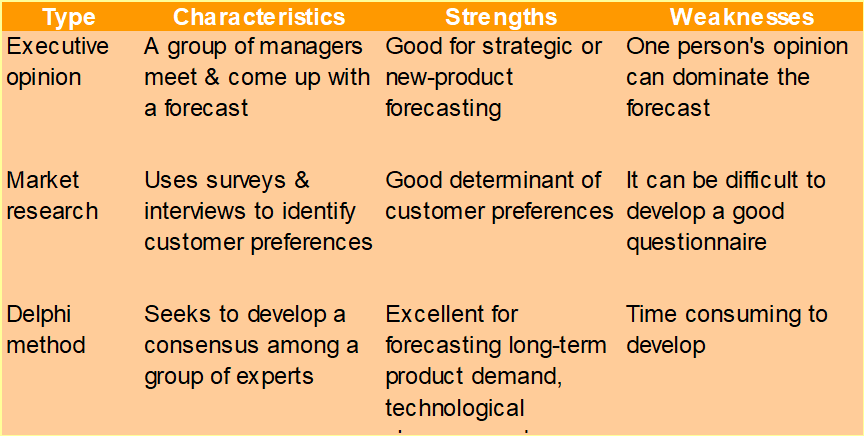 Type Characteristics Strengths Weaknesses
Executive opinion
A group of managers
meet & come up with
a forecast
Good for strategic or
new-product
forecasting
One person's opinion
can dominate the
forecast
Market research
Uses surveys &
interviews to identify
customer preferences
Good determinant of
customer preferences
It can be difficult to
develop a good
questionnaire
Delphi method
Seeks to develop a
consensus among a
group of experts
Excellent for
forecasting long-term
product demand,
technological
Time consuming to
develop